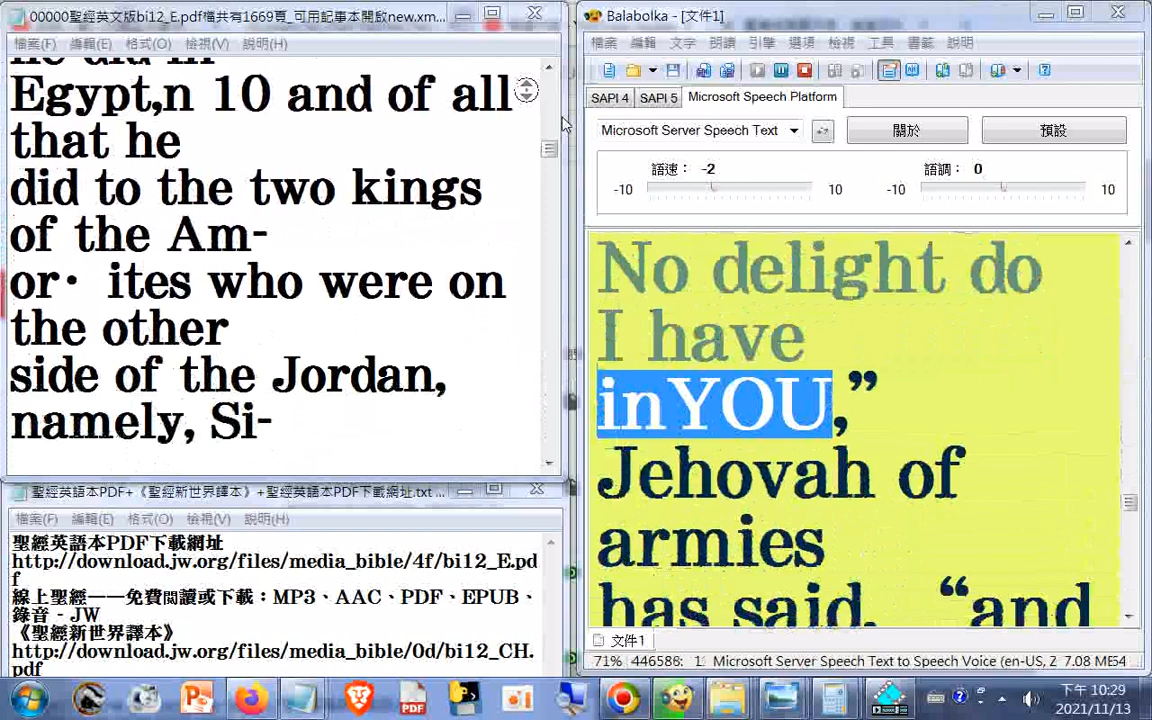 00000聖經英文版bi12_E.pdf檔共有1669頁_可用記事本開啟new.xm...
檔案(F) 編輯(E) 格式(O) 檢視(V) 說明(H)
he did in
Egypt,n 10 and of all
that he
did to the two kings
of the Am-
or· ites who were on
the other
side of the Jordan,
namely, Si-
聖經英語本PDF+《聖經新世界譯本》+聖經英語本PDF下載網址.txt ...
檔案(F) 編輯(E) 格式(O) 檢視(V) 說明(H)
聖經英語本PDF下載網址
http://download.jw.org/files/media_bible/4f/bi12_E.pd
f
線上聖經——免費閱讀或下載：MP3、AAC、PDF、EPUB、
錄音 - JW
《聖經新世界譯本》
http://download.jw.org/files/media_bible/0d/bi12_CH.
pdf
Balabolka - [文件1]
檔案 編輯 文字 朗讀 引擎 選項 檢視 工具 書籤 說明
SAPI 4 SAPI 5 Microsoft Speech Platform
Microsoft Server Speech Text 關於 預設
語速： -2 語調： 0
-10 10 -10 10
No delight do
I have
in YOU,”
Jehovah of
armies
has said, “and
文件1
71% 446586: 1 Microsoft Server Speech Text to Speech Voice (en-US, 2 7.08 ME54
PDF
下午 10:29
2021/11/13